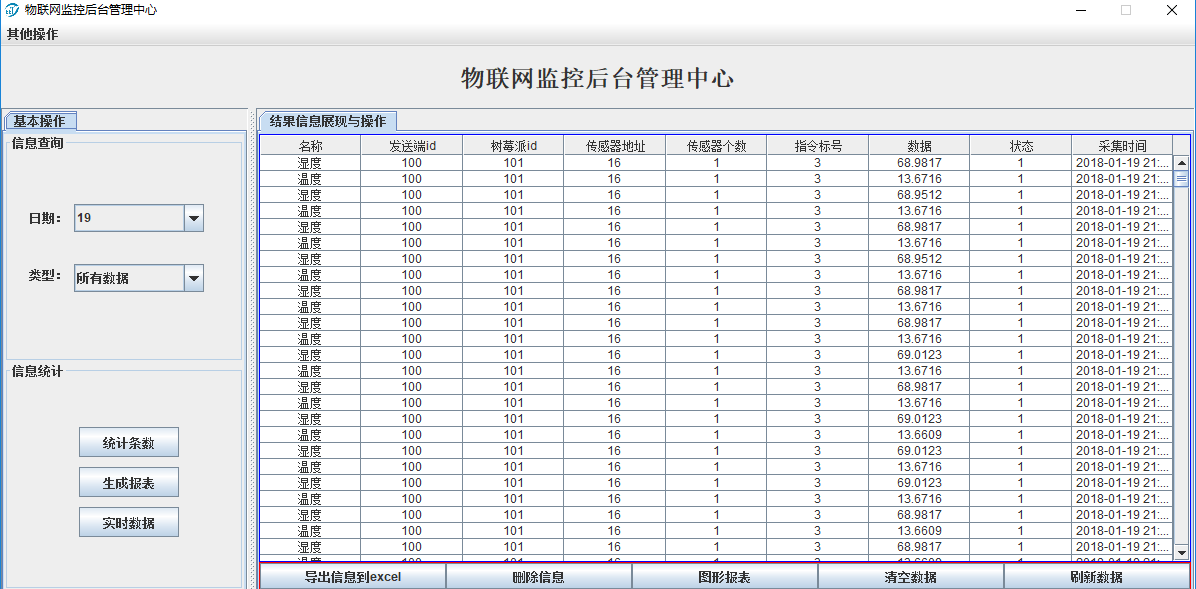 物联网监控后台管理中心
其他操作
物联网监控后台管理中心
基本操作
信息查询
日期： 19
类型： 所有数据
信息统计
统计条数
生成报表
实时数据
结果信息展现与操作
名称 发送端id 树莓派id 传感器地址 传感器个数 指令标号 数据 状态 采集时间
湿度 100 101 16 1 3 68.9817 1 2018-01-19 21:...
温度 100 101 16 1 3 13.6716 1 2018-01-19 21:...
湿度 100 101 16 1 3 68.9512 1 2018-01-19 21:...
温度 100 101 16 1 3 13.6716 1 2018-01-19 21:...
湿度 100 101 16 1 3 68.9817 1 2018-01-19 21:...
温度 100 101 16 1 3 13.6716 1 2018-01-19 21:...
湿度 100 101 16 1 3 68.9512 1 2018-01-19 21:...
温度 100 101 16 1 3 13.6716 1 2018-01-19 21:...
湿度 100 101 16 1 3 68.9817 1 2018-01-19 21:...
温度 100 101 16 1 3 13.6716 1 2018-01-19 21:...
湿度 100 101 16 1 3 68.9817 1 2018-01-19 21:...
温度 100 101 16 1 3 13.6716 1 2018-01-19 21:...
湿度 100 101 16 1 3 69.0123 1 2018-01-19 21:...
温度 100 101 16 1 3 13.6716 1 2018-01-19 21:...
湿度 100 101 16 1 3 68.9817 1 2018-01-19 21:...
温度 100 101 16 1 3 13.6716 1 2018-01-19 21:...
湿度 100 101 16 1 3 69.0123 1 2018-01-19 21:...
温度 100 101 16 1 3 13.6609 1 2018-01-19 21:...
湿度 100 101 16 1 3 69.0123 1 2018-01-19 21:...
温度 100 101 16 1 3 13.6716 1 2018-01-19 21:...
湿度 100 101 16 1 3 69.0123 1 2018-01-19 21:...
温度 100 101 16 1 3 13.6716 1 2018-01-19 21:...
湿度 100 101 16 1 3 68.9817 1 2018-01-19 21:...
温度 100 101 16 1 3 13.6609 1 2018-01-19 21:...
湿度 100 101 16 1 3 68.9817 1 2018-01-19 21:...
导出信息到excel 删除信息 图形报表 清空数据 刷新数据